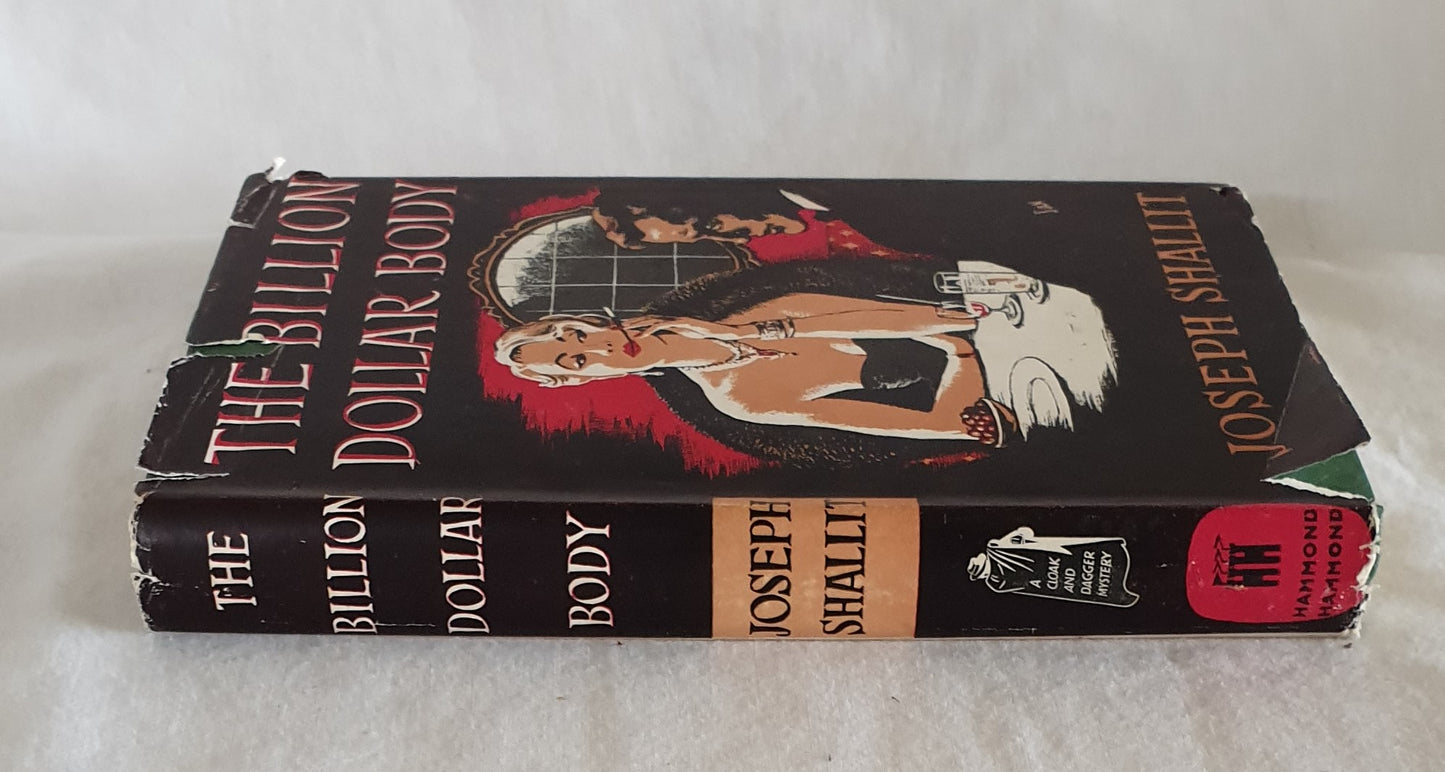 THE BILLION
DOLLAR BODY
JOSEPH SHALLIT
THE
BILLION
DOLLAR
BODY
JOSEPH
SHALLIT
A
CLOAK
AND
DAGGER
MYSTERY
HAMMOND
HAMMOND